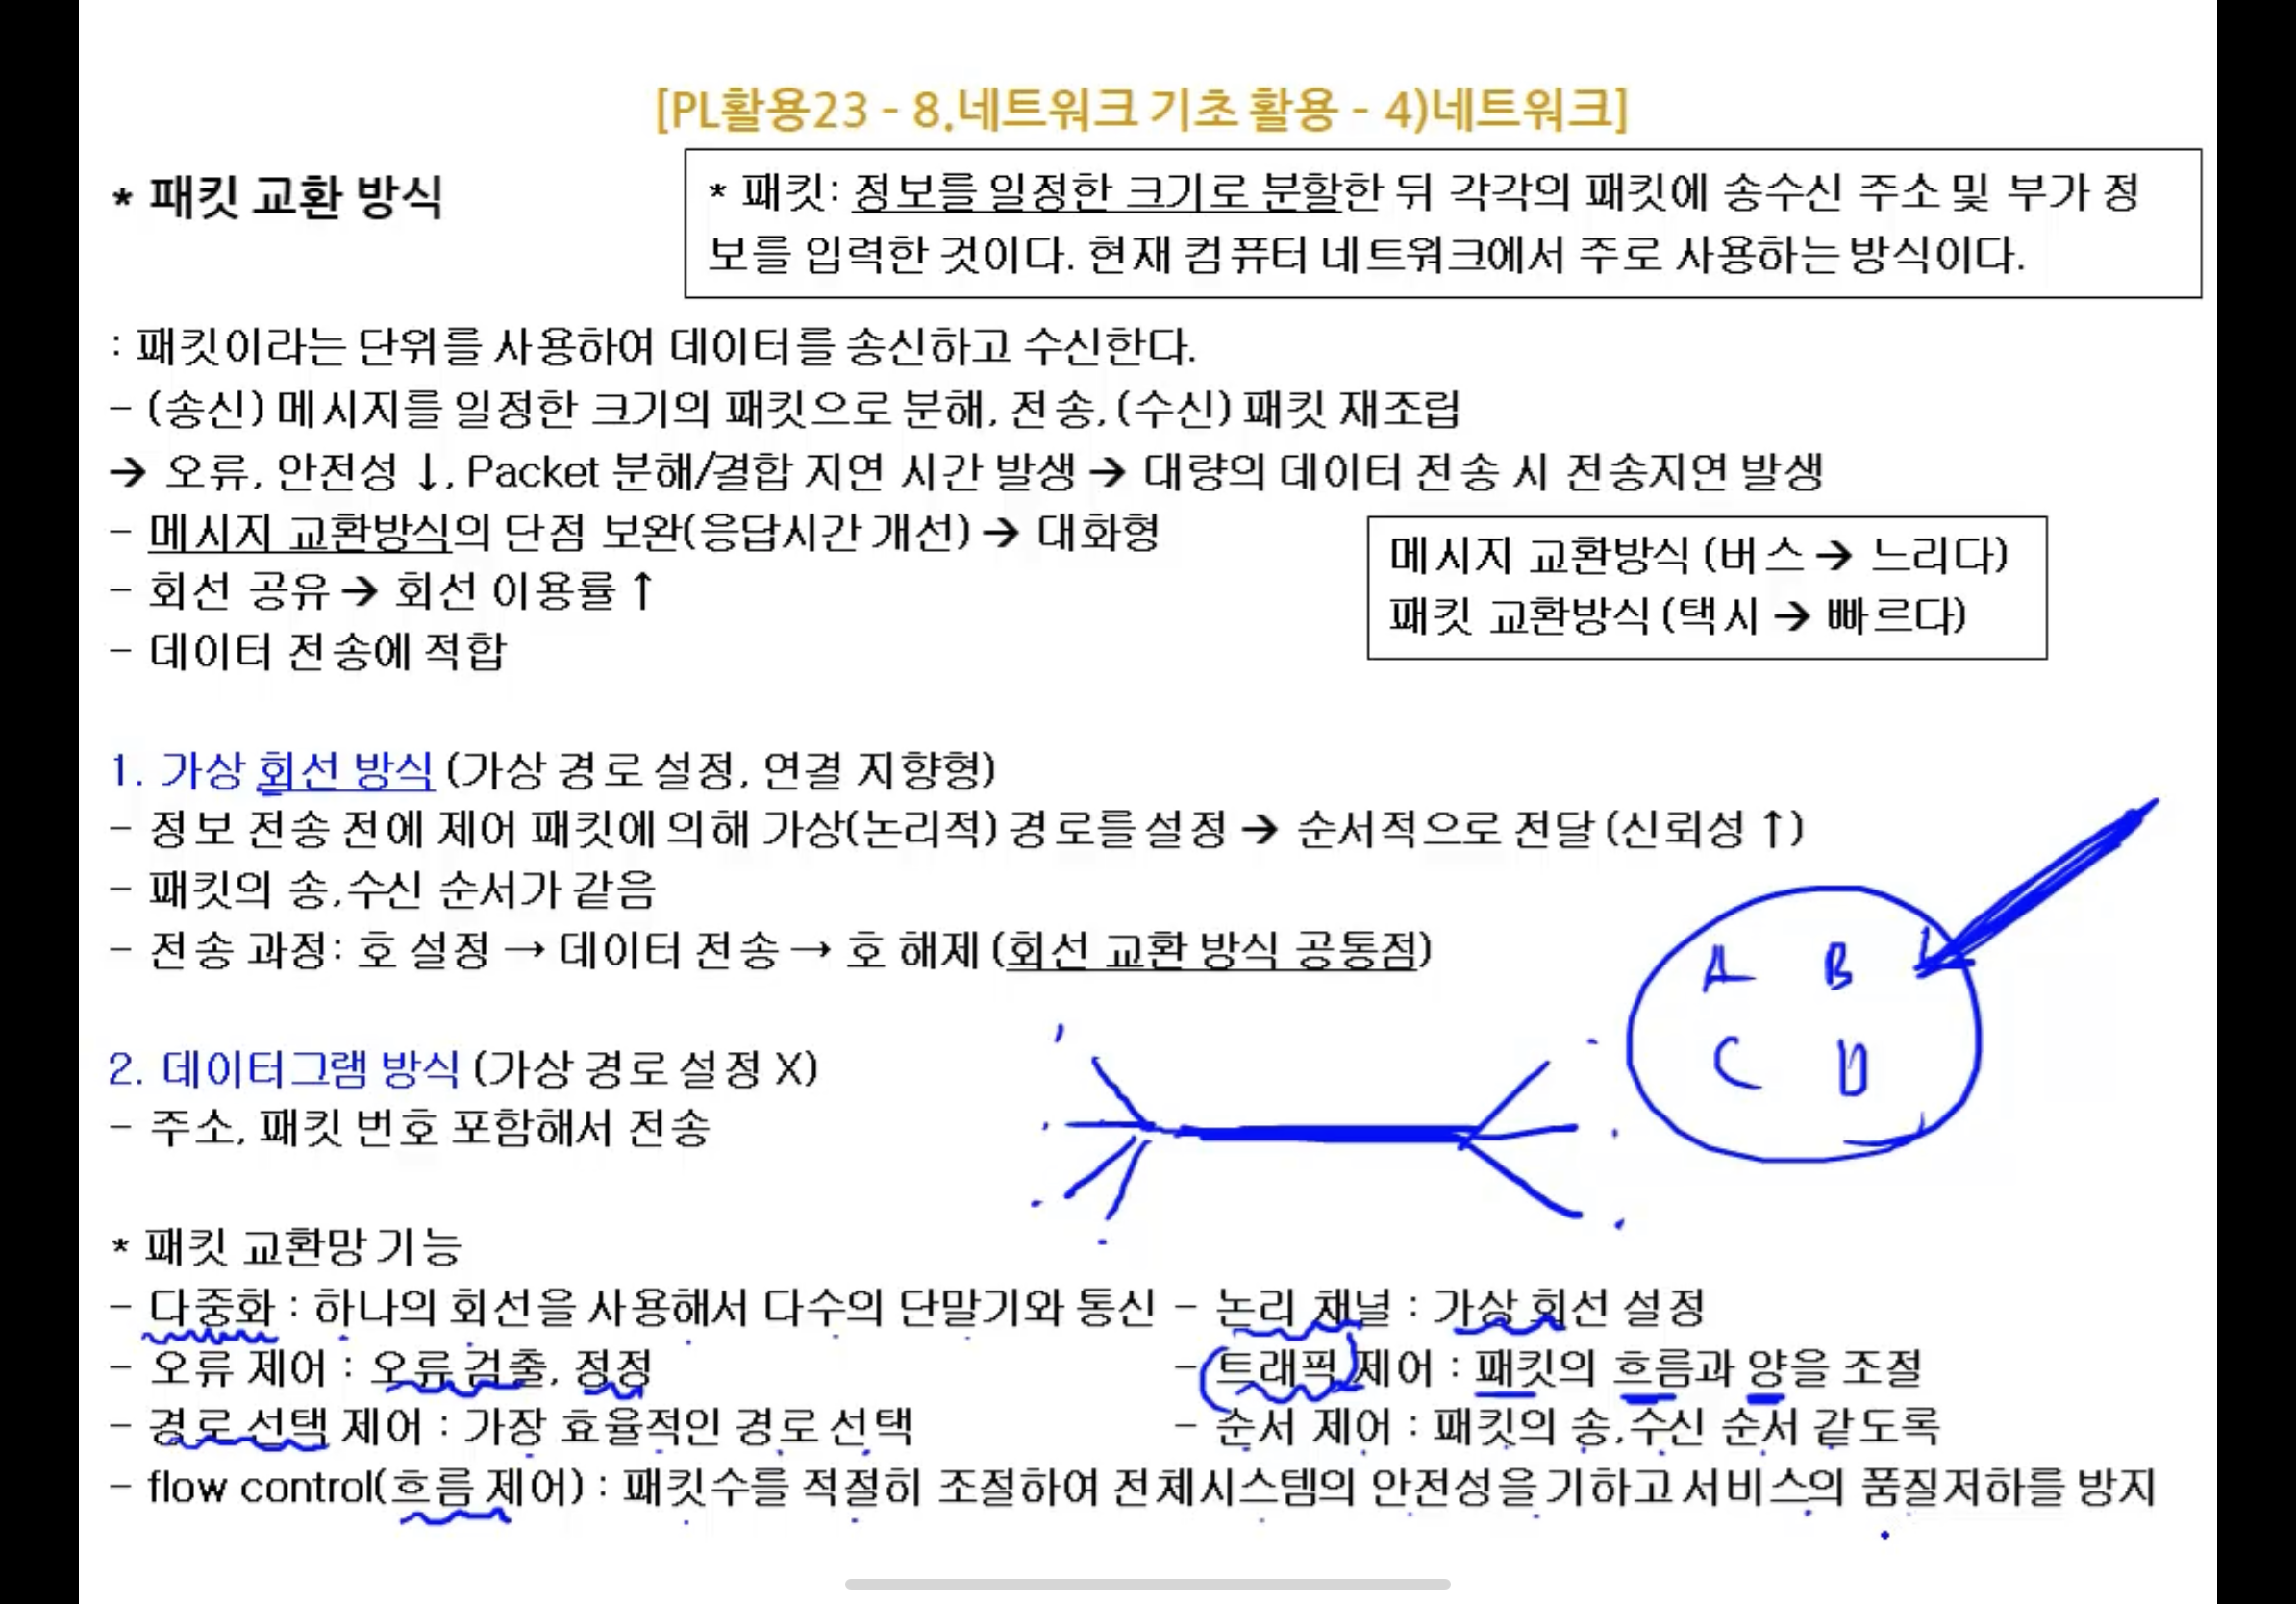 [PL활용23 - 8.네트워크 기초 활용 - 4)네트워크]
* 패킷 교환 방식
* 패킷: 정보를 일정한 크기로 분할한 뒤 각각의 패킷에 송수신 주소 및 부가 정
보를 입력한 것이다. 현재 컴퓨터 네트워크에서 주로 사용하는 방식이다.
: 패킷이라는 단위를 사용하여 데이터를 송신하고 수신한다.
- (송신) 메시지를 일정한 크기의 패킷으로 분해, 전송, (수신) 패킷 재조립
→ 오류, 안전성 ↓, Packet 분해/결합 지연 시간 발생 → 대량의 데이터 전송 시 전송지연 발생
- 메시지 교환방식의 단점 보완(응답시간 개선) → 대화형
- 회선 공유 → 회선 이용률 ↑
- 데이터 전송에 적합
메시지 교환방식 (버스 → 느리다)
패킷 교환방식 (택시 → 빠르다)
1. 가상 회선 방식 (가상 경로 설정, 연결 지향형)
- 정보 전송 전에 제어 패킷에 의해 가상(논리적) 경로를 설정 → 순서적으로 전달 (신뢰성 ↑)
- 패킷의 송,수신 순서가 같음
- 전송 과정: 호 설정 → 데이터 전송 → 호 해제 (회선 교환 방식 공통점)
A B
C D
2. 데이터그램 방식 (가상 경로 설정 X)
- 주소, 패킷 번호 포함해서 전송
* 패킷 교환망 기능
- 다중화 : 하나의 회선을 사용해서 다수의 단말기와 통신 - 논리 채널 : 가상 회선 설정
- 오류 제어 : 오류 검출, 정정 - 트래픽 제어 : 패킷의 흐름과 양을 조절
- 경로 선택 제어 : 가장 효율적인 경로 선택 - 순서 제어 : 패킷의 송,수신 순서 같도록
- flow control(흐름 제어) : 패킷수를 적절히 조절하여 전체시스템의 안전성을 기하고 서비스의 품질저하를 방지